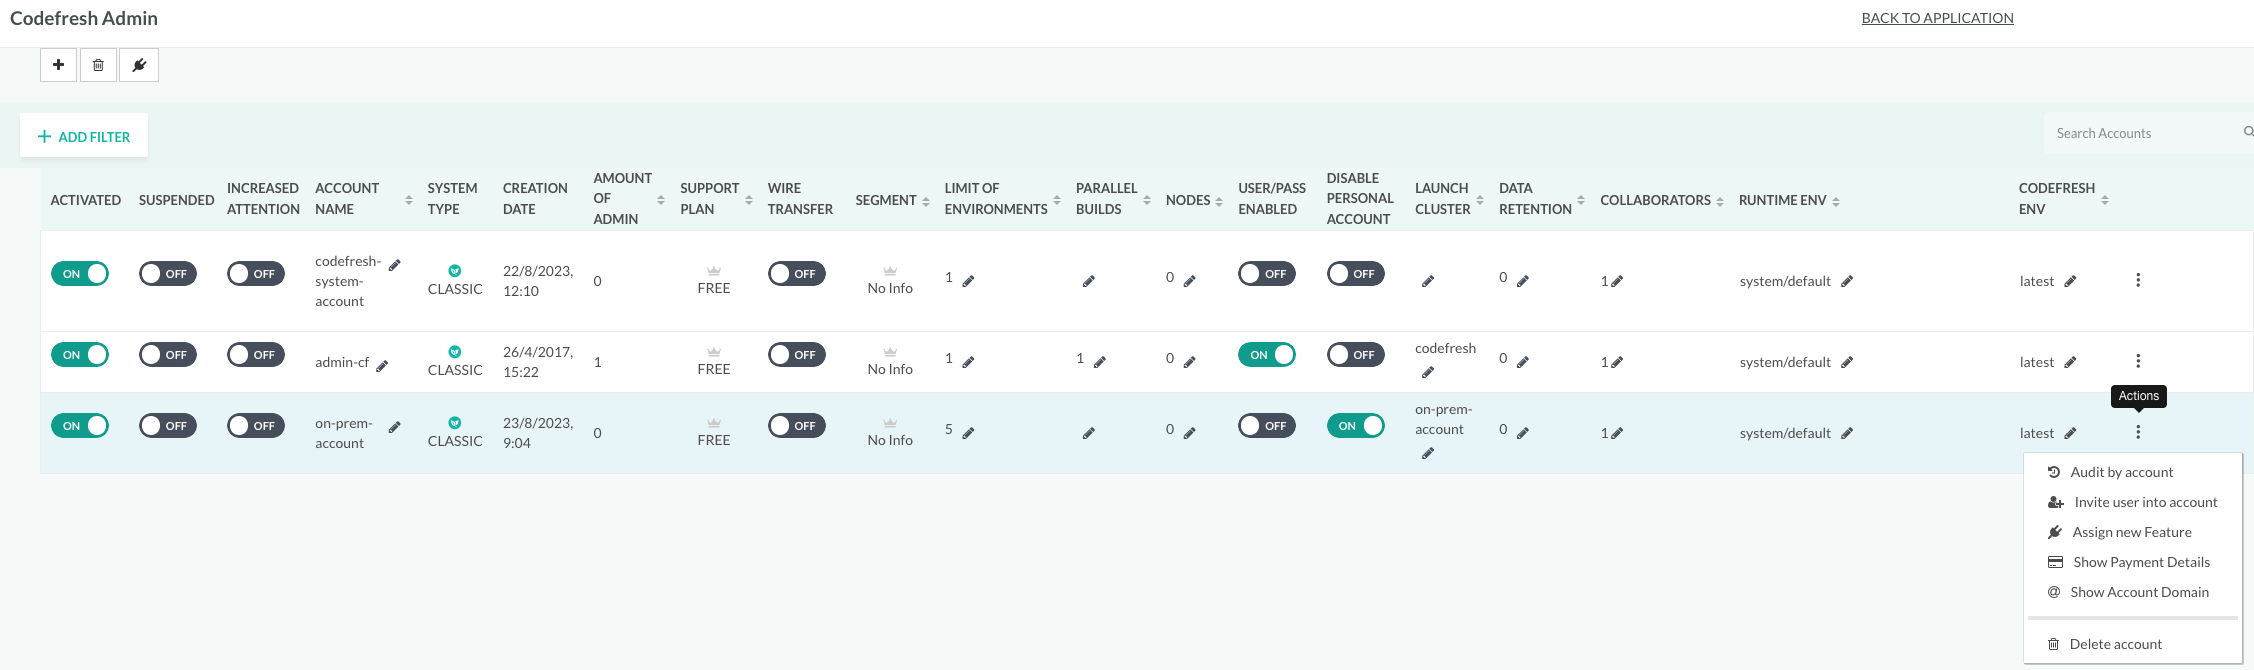 Codefresh Admin
BACK TO APPLICATION
ADD FILTER
Search Accounts
ACTIVATED
SUSPENDED
INCREASED
ATTENTION
ACCOUNT
NAME
SYSTEM
TYPE
CREATION
DATE
AMOUNT
OF
ADMIN
SUPPORT
PLAN
WIRE
TRANSFER
SEGMENT
LIMIT OF
ENVIRONMENTS
PARALLEL
BUILDS
NODES
USER/PASS
ENABLED
DISABLE
PERSONAL
ACCOUNT
LAUNCH
CLUSTER
DATA
RETENTION
COLLABORATORS
RUNTIME ENV
CODEFRESH
ENV
ON
OFF
OFF
codefresh-
system-
account
CLASSIC
22/8/2023,
12:10
0
FREE
OFF
No Info
1
0
OFF
OFF
0
1
system/default
latest
ON
OFF
OFF
admin-cf
CLASSIC
26/4/2017,
15:22
1
FREE
OFF
No Info
1
1
0
ON
OFF
codefresh
0
1
system/default
latest
Actions
ON
OFF
OFF
on-prem-
account
CLASSIC
23/8/2023,
9:04
0
FREE
OFF
No Info
5
0
OFF
ON
on-prem-
account
0
1
system/default
latest
Audit by account
Invite user into account
Assign new Feature
Show Payment Details
Show Account Domain
Delete account